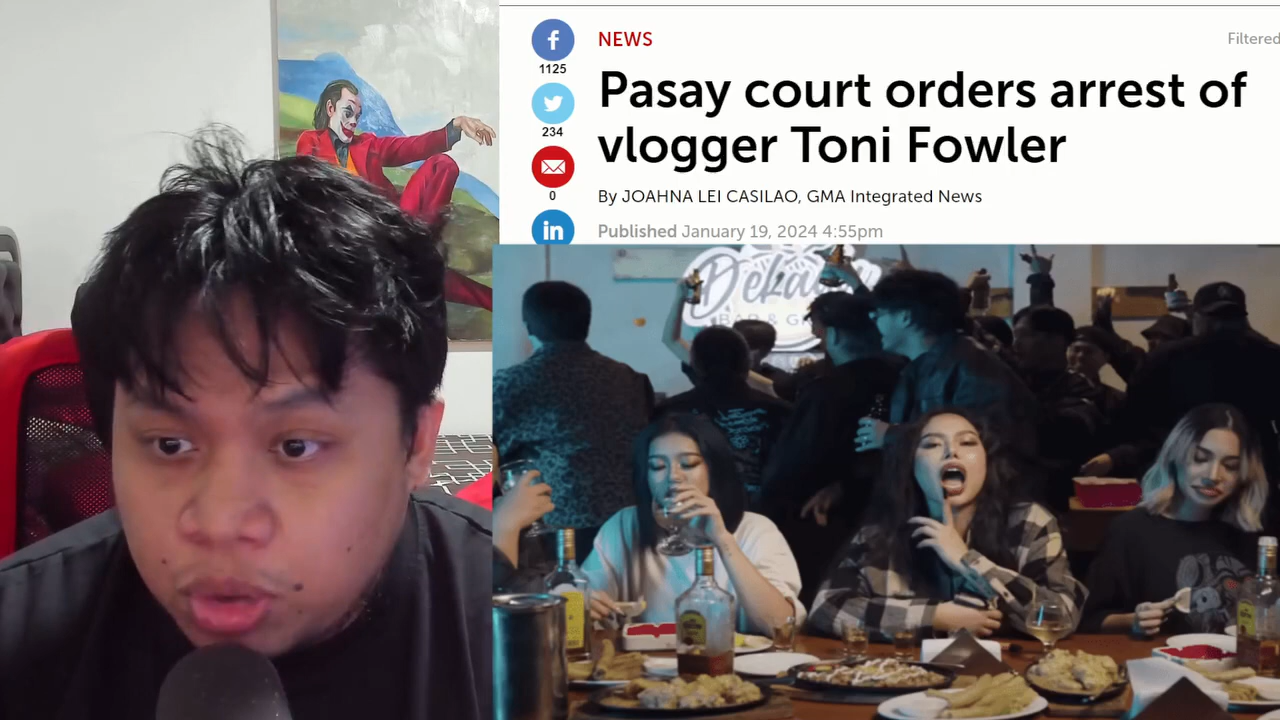 NEWS
Filtered
1125
Pasay court orders arrest of
vlogger Toni Fowler
234
0
By JOAHNA LEI CASILAO, GMA Integrated News
Published January 19, 2024 4:55pm
in